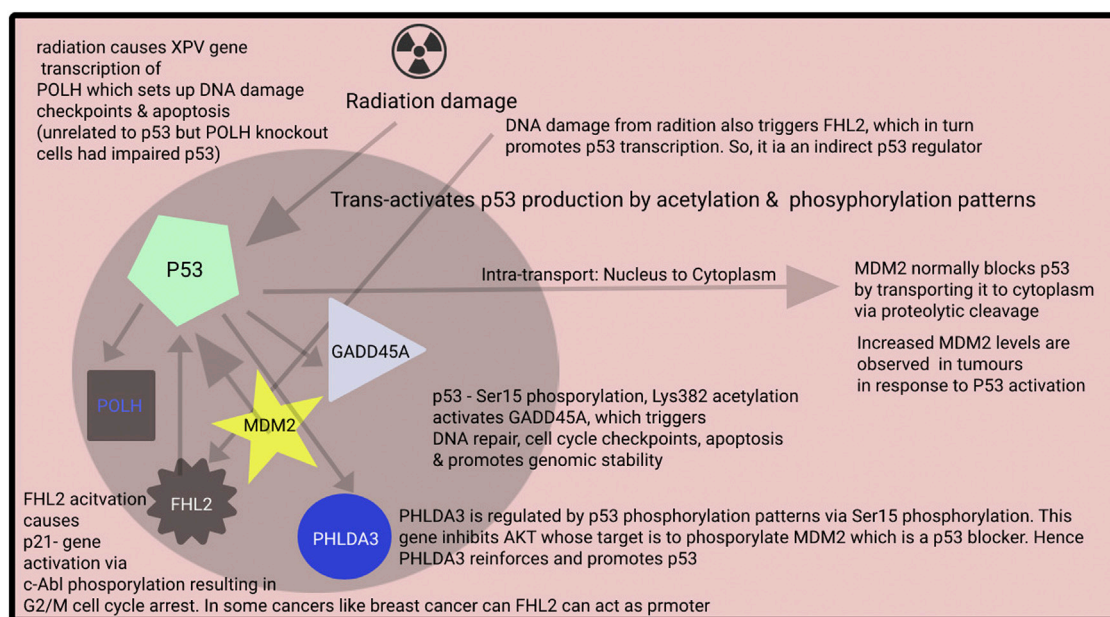 radiation causes XPV gene
transcription of
POLH which sets up DNA damage
checkpoints & apoptosis
(unrelated to p53 but POLH knockout
cells had impaired p53)
Radiation damage
DNA damage from radition also triggers FHL2, which in turn
promotes p53 transcription. So, it ia an indirect p53 regulator
Trans-activates p53 production by acetylation & phosyphorylation patterns
P53
Intra-transport: Nucleus to Cytoplasm
MDM2 normally blocks p53
by transporting it to cytoplasm
via proteolytic cleavage
Increased MDM2 levels are
observed in tumours
in response to P53 activation
GADD45A
POLH
MDM2
p53 - Ser15 phosporylation, Lys382 acetylation
activates GADD45A, which triggers
DNA repair, cell cycle checkpoints, apoptosis
& promotes genomic stability
FHL2
PHLDA3
PHLDA3 is regulated by p53 phosphorylation patterns via Ser15 phosphorylation. This
gene inhibits AKT whose target is to phosporylate MDM2 which is a p53 blocker. Hence
PHLDA3 reinforces and promotes p53
FHL2 acitvation
causes
p21- gene
activation via
c-Abl phosporylation resulting in
G2/M cell cycle arrest. In some cancers like breast cancer can FHL2 can act as prmoter